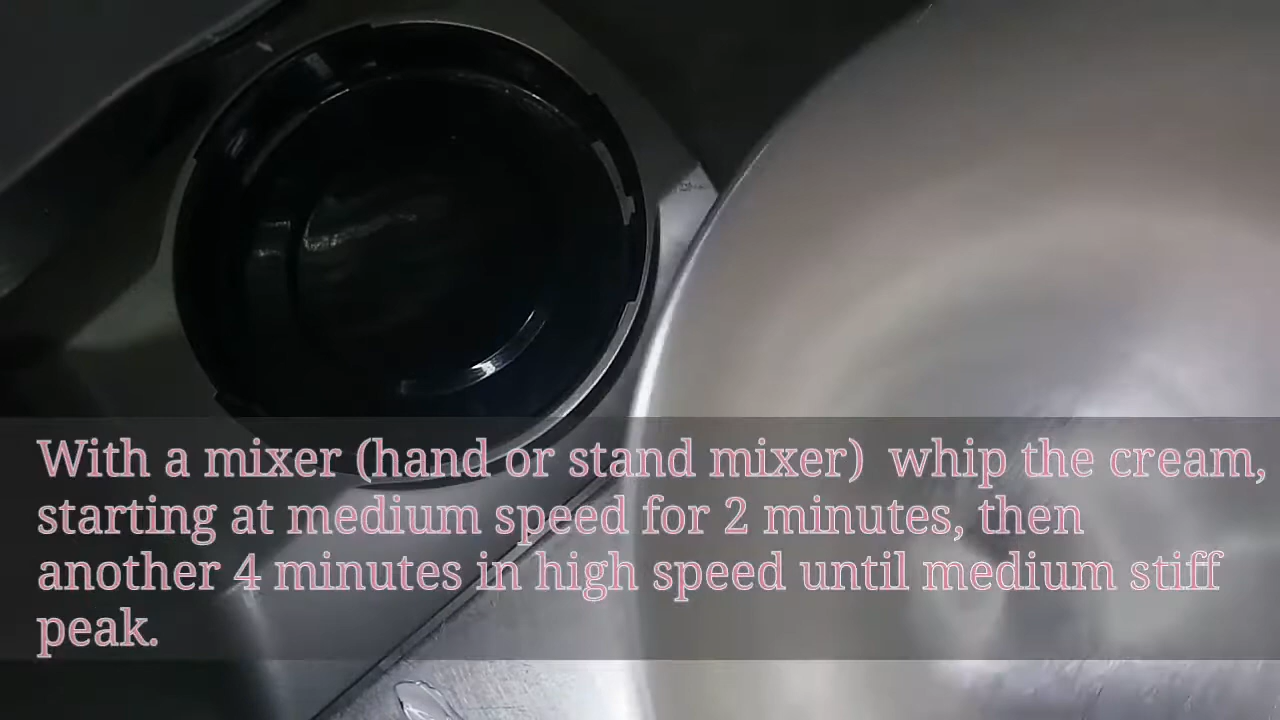 With a mixer (hand or stand mixer)  whip the cream,
starting at medium speed for 2 minutes, then
another 4 minutes in high speed until medium stiff
peak.